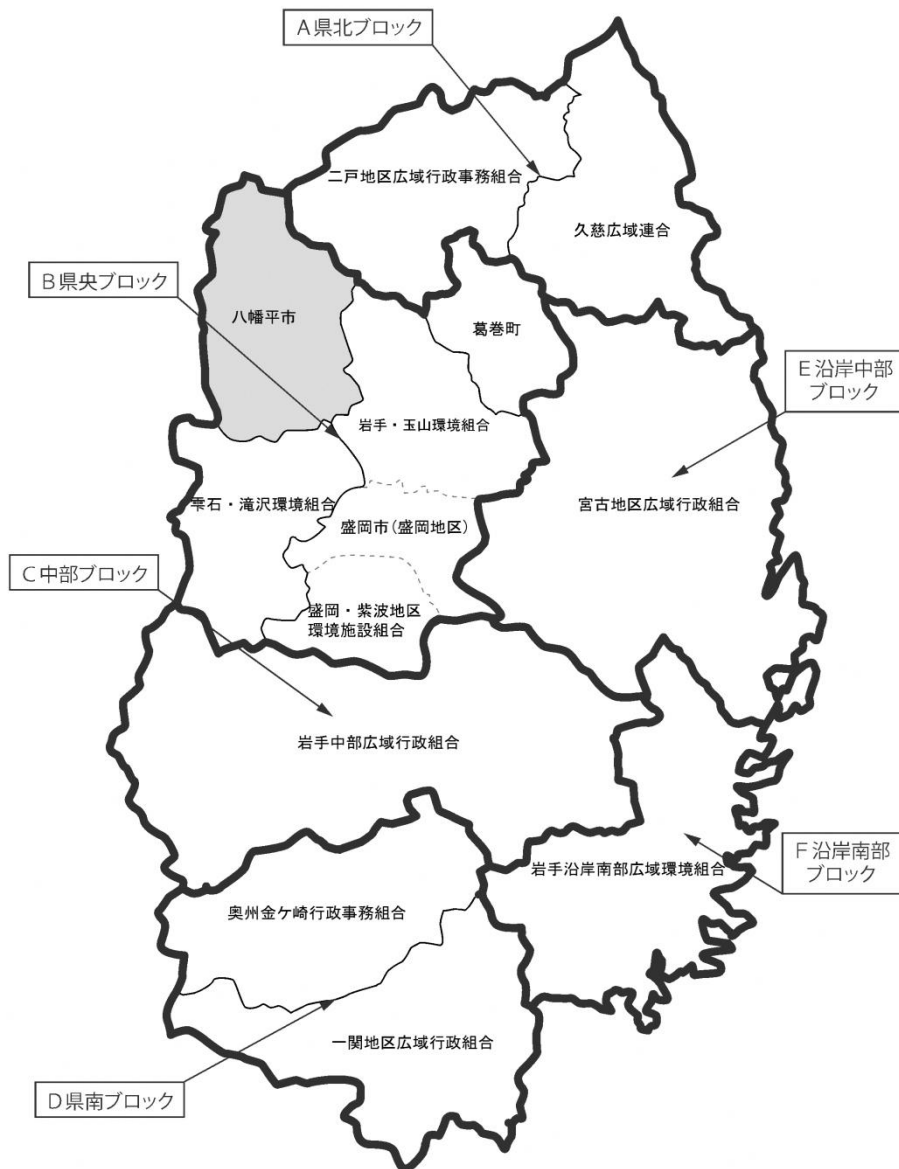 A県北ブロック
二戸地区広域行政事務組合
久慈広域連合
B県央ブロック
八幡平市
葛巻町
E沿岸中部
ブロック
岩手・玉山環境組合
雫石・滝沢環境組合
宮古地区広域行政組合
盛岡市(盛岡地区)
C中部ブロック
盛岡・紫波地区
環境施設組合
岩手中部広域行政組合
F沿岸南部
ブロック
岩手沿岸南部広域環境組合
奥州金ケ崎行政事務組合
一関地区広域行政組合
D県南ブロック